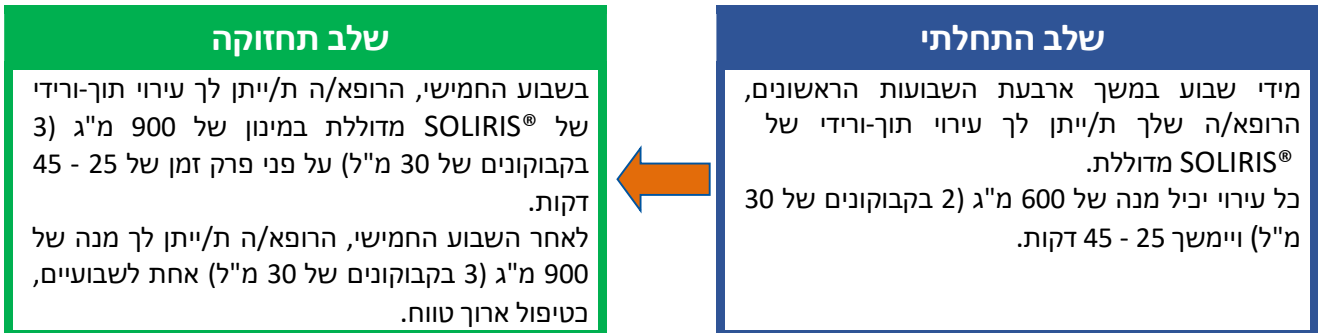 שלב התחלתי
מידי שבוע במשך ארבעת השבועות הראשונים,
הרופא/ה שלך ת/ייתן לך עירוי תוך-ורידי של
SOLIRIS® מדוללת.
כל עירוי יכיל מנה של 600 מ"ג (2 בקבוקונים של 30
מ"ל) ויימשך 25 - 45 דקות.
שלב תחזוקה
בשבוע החמישי, הרופא/ה ת/ייתן לך עירוי תוך-ורידי
של SOLIRIS® מדוללת במינון של 900 מ"ג (3
בקבוקונים של 30 מ"ל) על פני פרק זמן של 25 - 45
דקות.
לאחר השבוע החמישי, הרופא/ה ת/ייתן לך מנה של
900 מ"ג (3 בקבוקונים של 30 מ"ל) אחת לשבועיים,
כטיפול ארוך טווח.